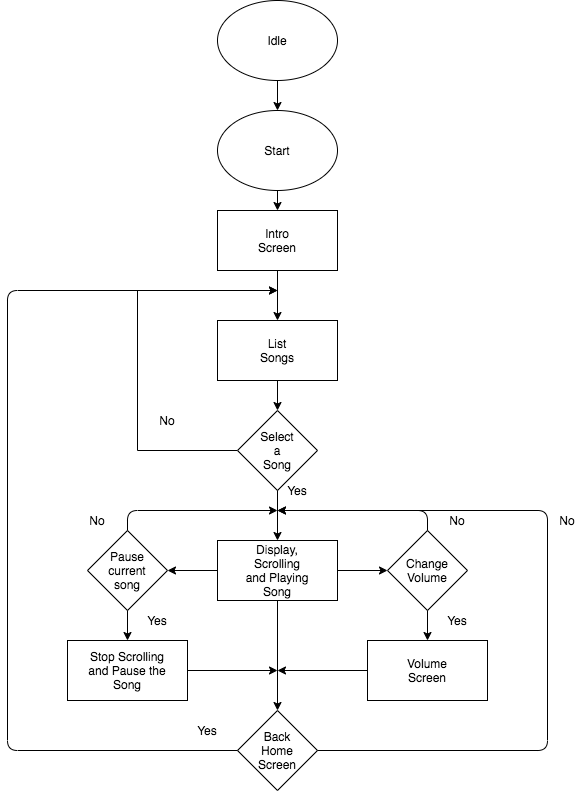 Idle
Start
Intro
Screen
List
Songs
No
Select
a
Song
Yes
No
No
No
Pause
current
song
Display,
Scrolling
and Playing
Song
Change
Volume
Yes
Yes
Stop Scrolling
and Pause the
Song
Volume
Screen
Yes
Back
Home
Screen